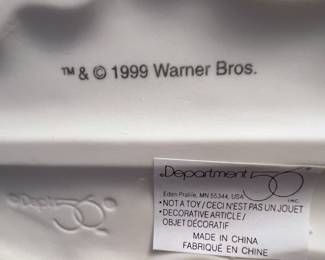 ™ & © 1999 Warner Bros.
Dept 56
Department 56
INC.
Eden Prairie, MN 55344, USA
•NOT A TOY / CECI N'EST PAS UN JOUET
•DECORATIVE ARTICLE /
OBJET DÉCORATIF
MADE IN CHINA
FABRIQUÉ EN CHINE